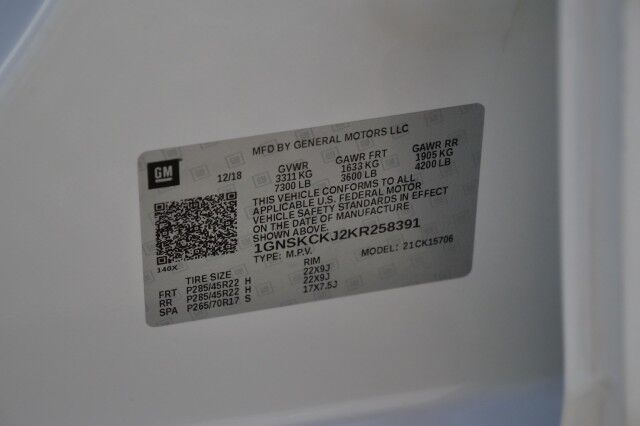 MFD BY GENERAL MOTORS LLC
GM
12/18 GVWR GAWR FRT GAWR RR
3311 KG 1633 KG 1905 KG
7300 LB 3600 LB 4200 LB
THIS VEHICLE CONFORMS TO ALL
APPLICABLE U.S. FEDERAL MOTOR
VEHICLE SAFETY STANDARDS IN EFFECT
ON THE DATE OF MANUFACTURE
SHOWN ABOVE.
1GNSKCKJ2KR258391
TYPE: M.P.V. MODEL: 21CK15706
140X
TIRE SIZE RIM
FRT P285/45R22 H 22X9J
RR P285/45R22 H 22X9J
SPA P265/70R17 S 17X7.5J